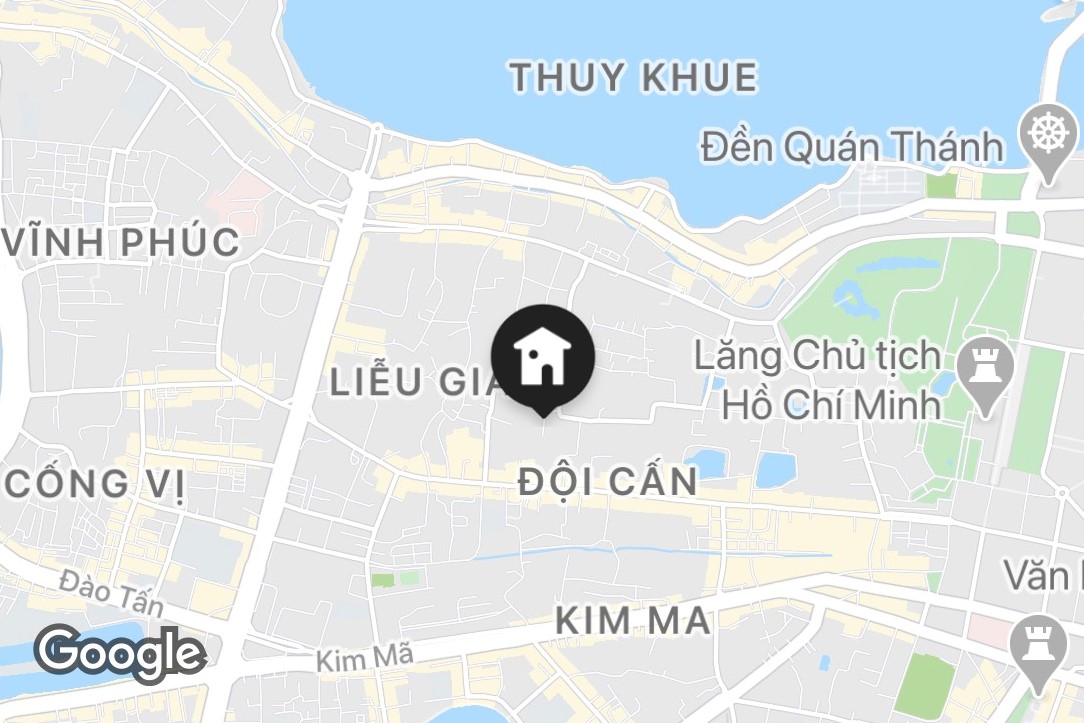 THUY KHUE
Đền Quán Thánh
VĨNH PHÚC
Lăng Chủ tịch
Hồ Chí Minh
LIỄU GIA
CỐNG VỊ
ĐỘI CẤN
Đào Tấn
Văn
KIM MA
Kim Mã
Google